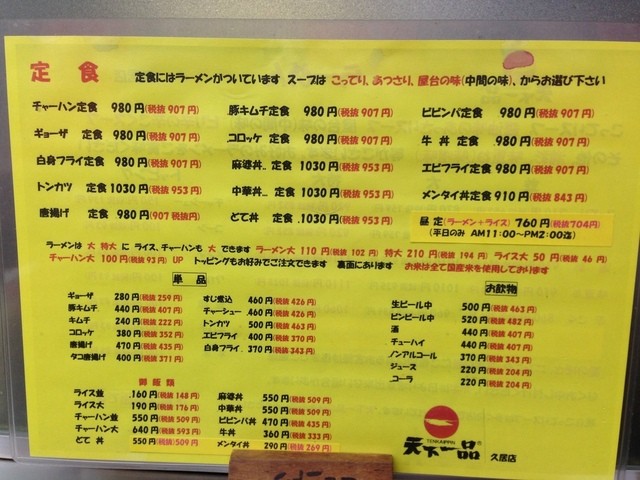 定食 定食にはラーメンがついています スープは こってり、あっさり、屋台の味(中間の味)、からお選び下さい
チャーハン定食 980円(税抜 907 円) 豚キムチ定食 980円(税抜 907円) ビビンバ定食 980円(税抜 907円)
ギョーザ 定食 980円(税抜 907円) コロッケ 定食 980円(税抜 907円) 牛 丼 定食 980円(税抜 907円)
白身フライ定食 980円(税抜 907円) 麻婆丼.. 定食 1030円(税抜 953円) エビフライ定食 980円(税抜 907円)
トンカツ 定食 1030円(税抜 953円) 中華丼.. 定食 1030円(税抜 953円) メンタイ丼定食 910円(税抜 843円)
唐揚げ 定食 980円(907 税抜円) どて丼 定食 1030円(税抜 953円) 昼定(ラーメン+ライス) 760円(税抜704円)
(平日のみ AM11:00~PM2:00迄)
ラーメンは 大 特大 に ライス、チャーハンも 大 できます ラーメン大 110円(税抜 102 円) 特大 210円(税抜 194 円) ライス大 50円(税抜 46 円)
チャーハン大 100円(税抜 93 円) UP トッピングもお好みでご注文できます 裏面にあります お米は全て国産米を使用しております
単品
ギョーザ 280円(税抜 259円) すじ煮込 460円(税抜 426円)
豚キムチ 440円(税抜 407円) チャーシュー 460円(税抜 426円)
キムチ 240円(税抜 222円) トンカツ 500円(税抜 463円)
コロッケ 380円(税抜 352円) エビフライ 400円(税抜 370円)
唐揚げ 470円(税抜 435円) 白身フライ 370円(税抜 343円)
タコ唐揚げ 400円(税抜 371円)
お飲物
生ビール中 500円(税抜 463円)
ビンビール中 520円(税抜 482円)
酒 440円(税抜 407円)
チューハイ 440円(税抜 407円)
ノンアルコール 370円(税抜 343円)
ジュース 220円(税抜 204円)
コーラ 220円(税抜 204円)
御飯類
ライス並 160円(税抜 148円) 麻婆丼 550円(税抜 509円)
ライス大 190円(税抜 176円) 中華丼 550円(税抜 509円)
チャーハン並 550円(税抜 509円) ビビンバ丼 470円(税抜 435円)
チャーハン大 640円(税抜 593円) 牛丼 360円(税抜 333円)
どて 丼 550円(税抜)509円 メンタイ丼 290円(税抜 269円)
TENKAIPPIN
天下一品® 久居店